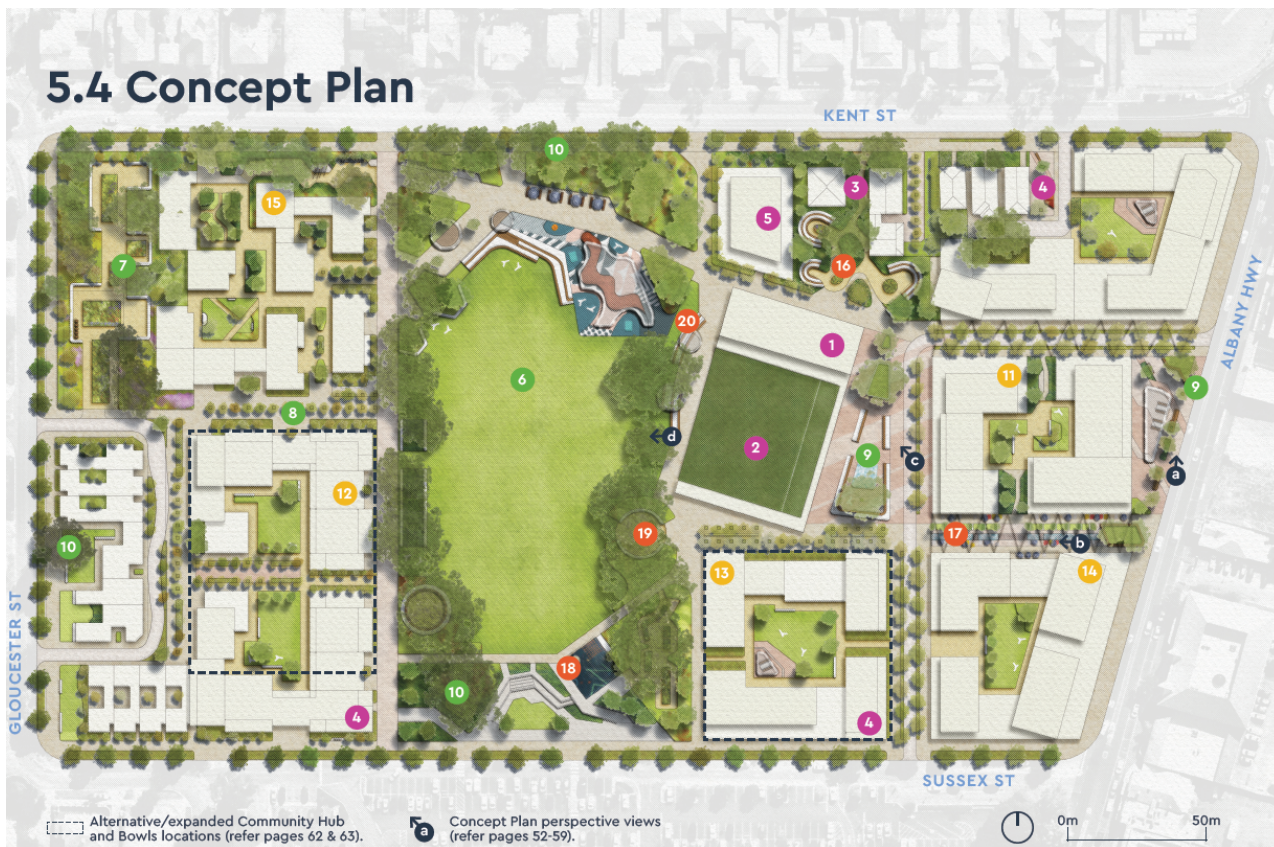 5.4 Concept Plan
KENT ST
10
15
3
4
5
7
16
20
1
6
11
9
8
d
2
9
c
a
12
19
17
b
10
13
14
18
10
4
4
GLOUCESTER ST
ALBANY HWY
SUSSEX ST
Alternative/expanded Community Hub
and Bowls locations (refer pages 62 & 63).
a
Concept Plan perspective views
(refer pages 52-59).
0m
50m